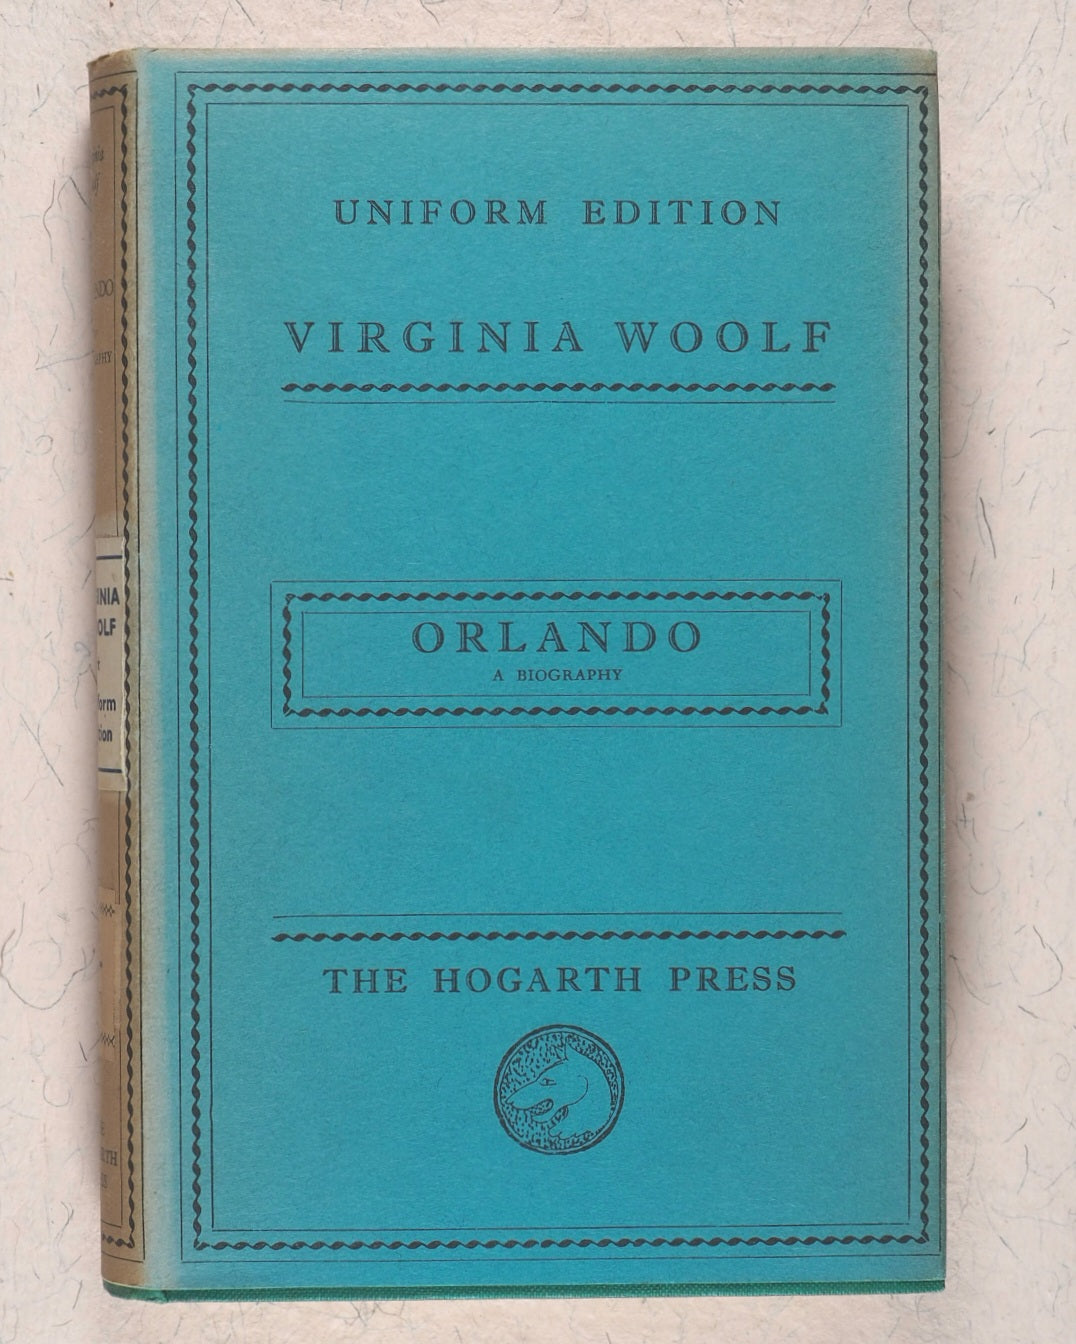 UNIFORM EDITION
VIRGINIA WOOLF
ORLANDO
A BIOGRAPHY
THE HOGARTH PRESS